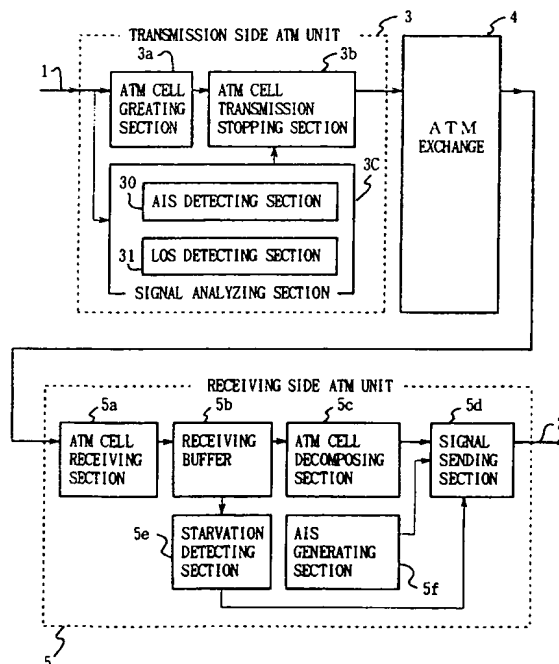 3
4
TRANSMISSION SIDE ATM UNIT
3a
3b
1
ATM CELL
GREATING
SECTION
ATM CELL
TRANSMISSION
STOPPING SECTION
ATM
EXCHANGE
3C
30
AIS DETECTING SECTION
31
LOS DETECTING SECTION
SIGNAL ANALYZING SECTION
RECEIVING SIDE ATM UNIT
5a
5b
5c
5d
ATM CELL
RECEIVING
SECTION
RECEIVING
BUFFER
ATM CELL
DECOMPOSING
SECTION
SIGNAL
SENDING
SECTION
5e
STARVATION
DETECTING
SECTION
AIS
GENERATING
SECTION
5f
5